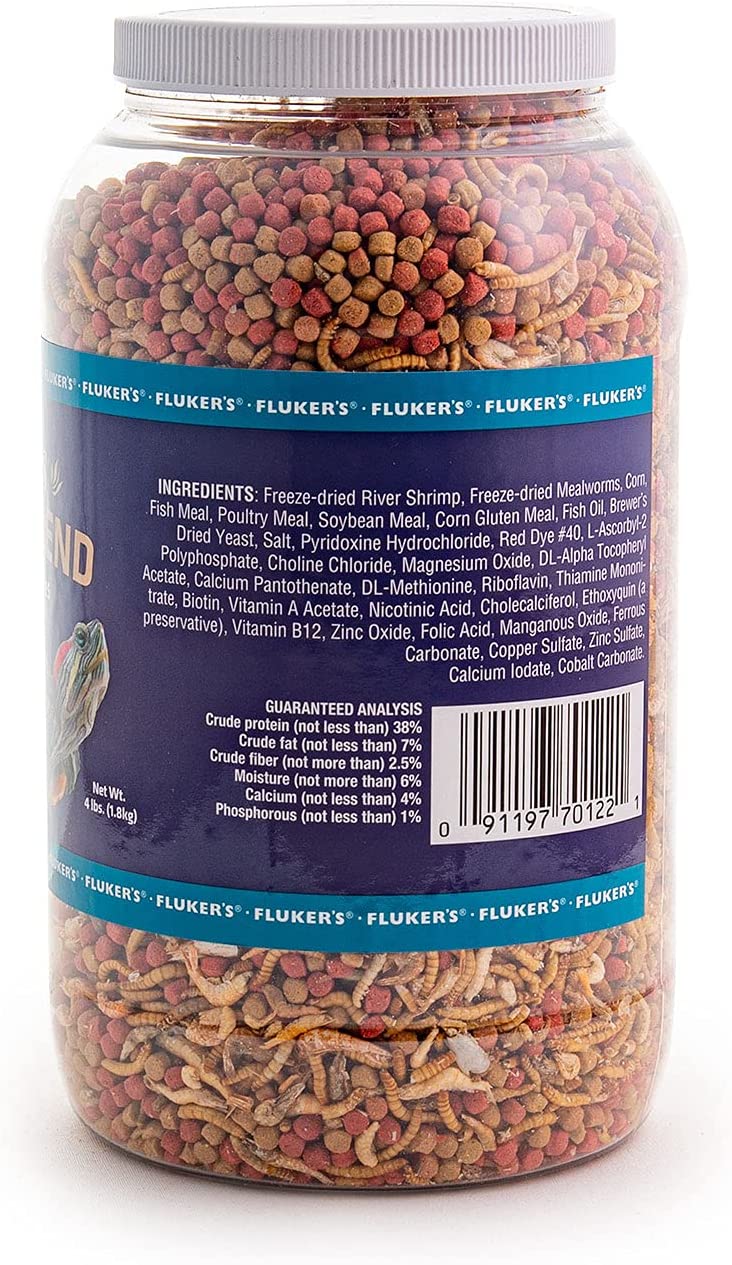 FLUKER'S® · FLUKER'S® · FLUKER'S® · FLUKER'S® · FLUKER'S® · FLUKER'S®
END
INGREDIENTS: Freeze-dried River Shrimp, Freeze-dried Mealworms, Corn,
Fish Meal, Poultry Meal, Soybean Meal, Corn Gluten Meal, Fish Oil, Brewer's
Dried Yeast, Salt, Pyridoxine Hydrochloride, Red Dye #40, L-Ascorbyl-2
Polyphosphate, Choline Chloride, Magnesium Oxide, DL-Alpha Tocopheryl
Acetate, Calcium Pantothenate, DL-Methionine, Riboflavin, Thiamine Mononi-
trate, Biotin, Vitamin A Acetate, Nicotinic Acid, Cholecalciferol, Ethoxyquin (a
preservative), Vitamin B12, Zinc Oxide, Folic Acid, Manganous Oxide, Ferrous
Carbonate, Copper Sulfate, Zinc Sulfate,
Calcium Iodate, Cobalt Carbonate.
GUARANTEED ANALYSIS
Crude protein (not less than) 38%
Crude fat (not less than) 7%
Crude fiber (not more than) 2.5%
Moisture (not more than) 6%
Calcium (not less than) 4%
Phosphorous (not less than) 1%
Net Wt.
4 lbs. (1.8kg)
0 91197 70122 1
FLUKER'S® · FLUKER'S® · FLUKER'S® · FLUKER'S® · FLUKER'S® · FLUKER'S®